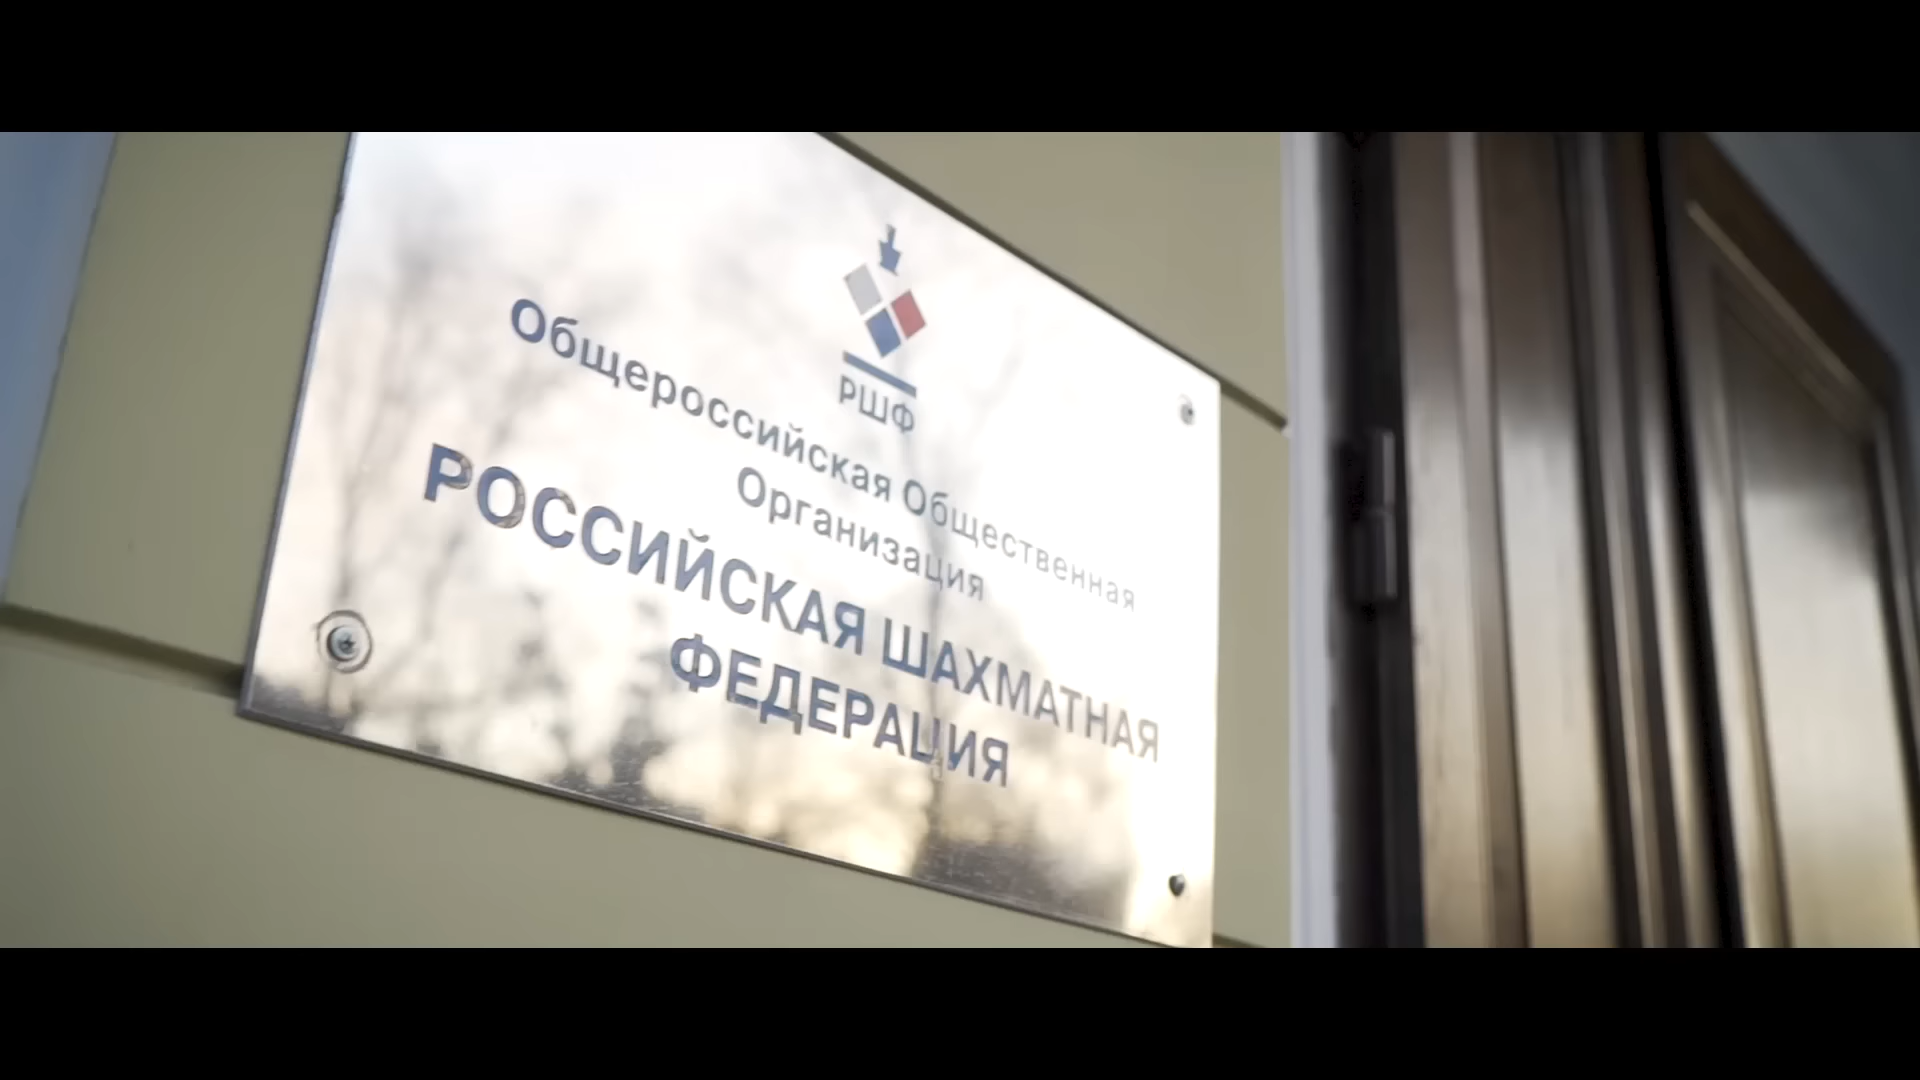 РШФ
Общероссийская Общественная
Организация
РОССИЙСКАЯ ШАХМАТНАЯ
ФЕДЕРАЦИЯ